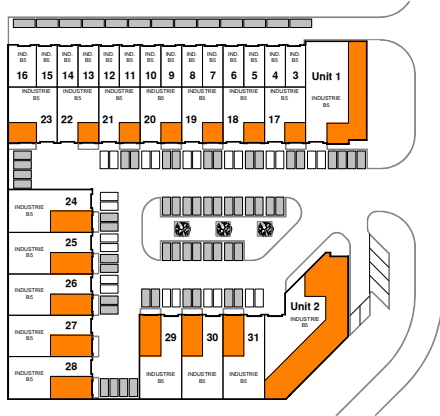 IND. IND. IND. IND. IND. IND. IND. IND. IND. IND. IND. IND. IND. IND.
B5 B5 B5 B5 B5 B5 B5 B5 B5 B5 B5 B5 B5 B5
16 15 14 13 12 11 10 9 8 7 6 5 4 3 Unit 1
INDUSTRIE INDUSTRIE INDUSTRIE INDUSTRIE INDUSTRIE INDUSTRIE INDUSTRIE INDUSTRIE
B5 B5 B5 B5 B5 B5 B5 B5
23 22 21 20 19 18 17
24
INDUSTRIE
B5
25
INDUSTRIE
B5
26
INDUSTRIE
B5
27
INDUSTRIE
B5
28
INDUSTRIE
B5
29 30 31
INDUSTRIE INDUSTRIE INDUSTRIE
B5 B5 B5
Unit 2
INDUSTRIE
B5